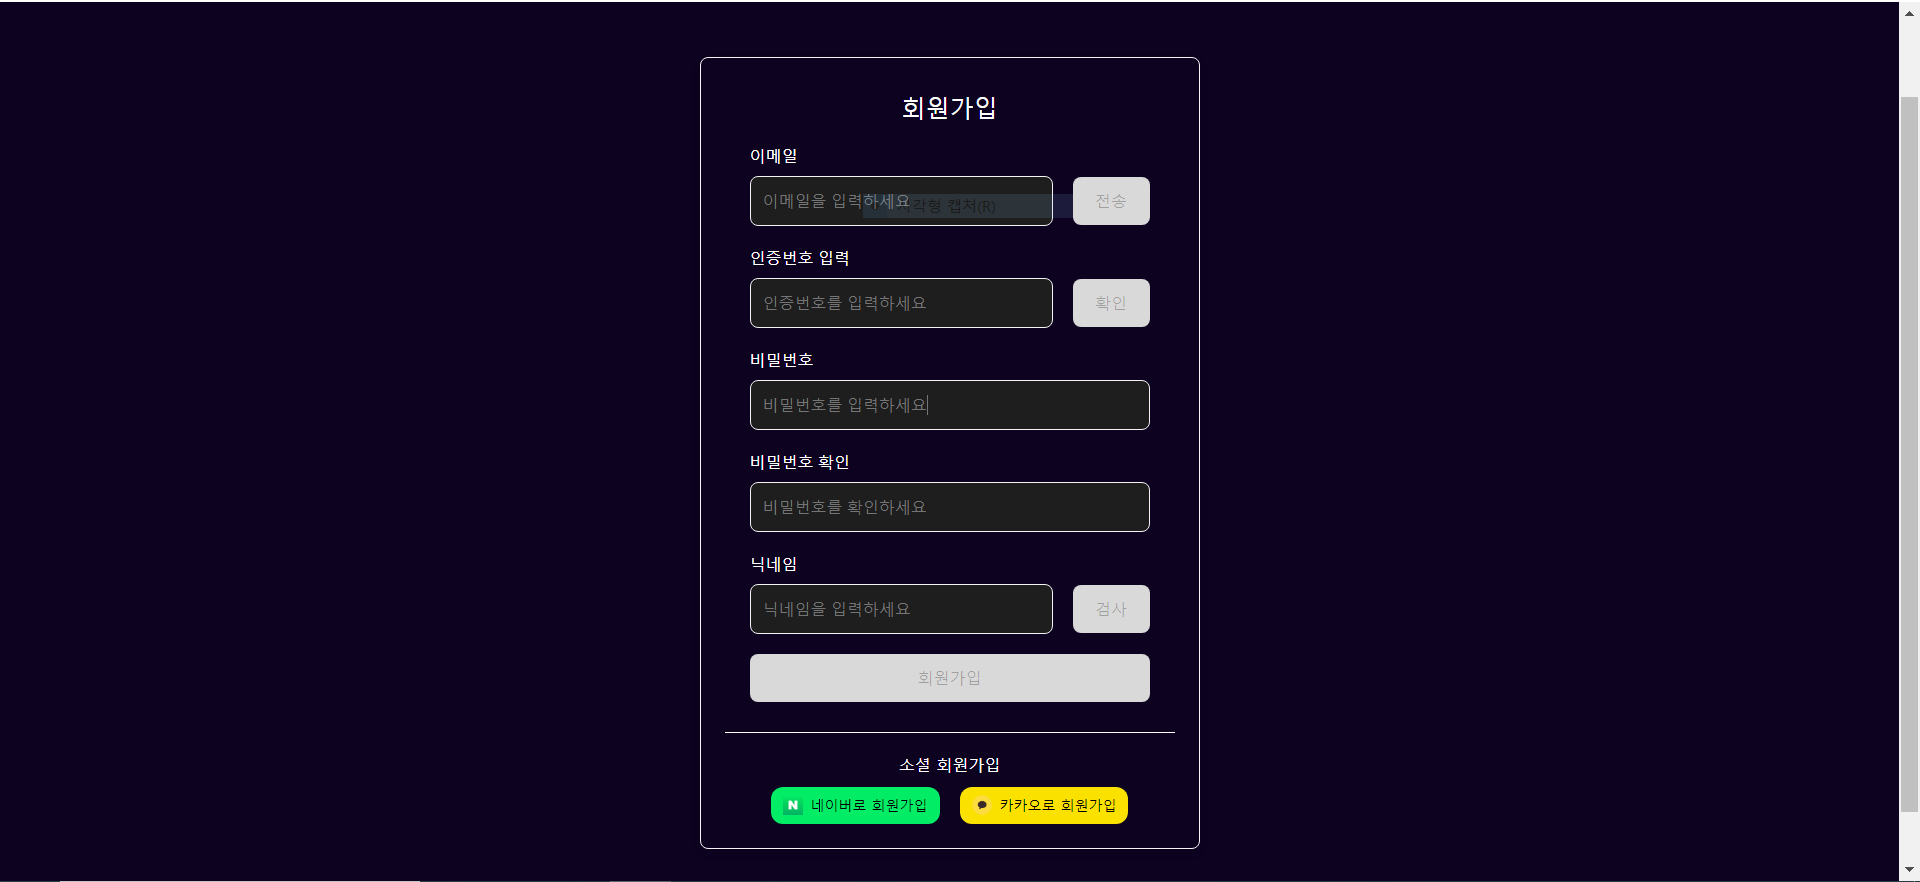 회원가입
이메일
이메일을 입력하세요
각형 캡처(R)
전송
인증번호 입력
인증번호를 입력하세요
확인
비밀번호
비밀번호를 입력하세요
비밀번호 확인
비밀번호를 확인하세요
닉네임
닉네임을 입력하세요
검사
회원가입
소셜 회원가입
N 네이버로 회원가입
카카오로 회원가입